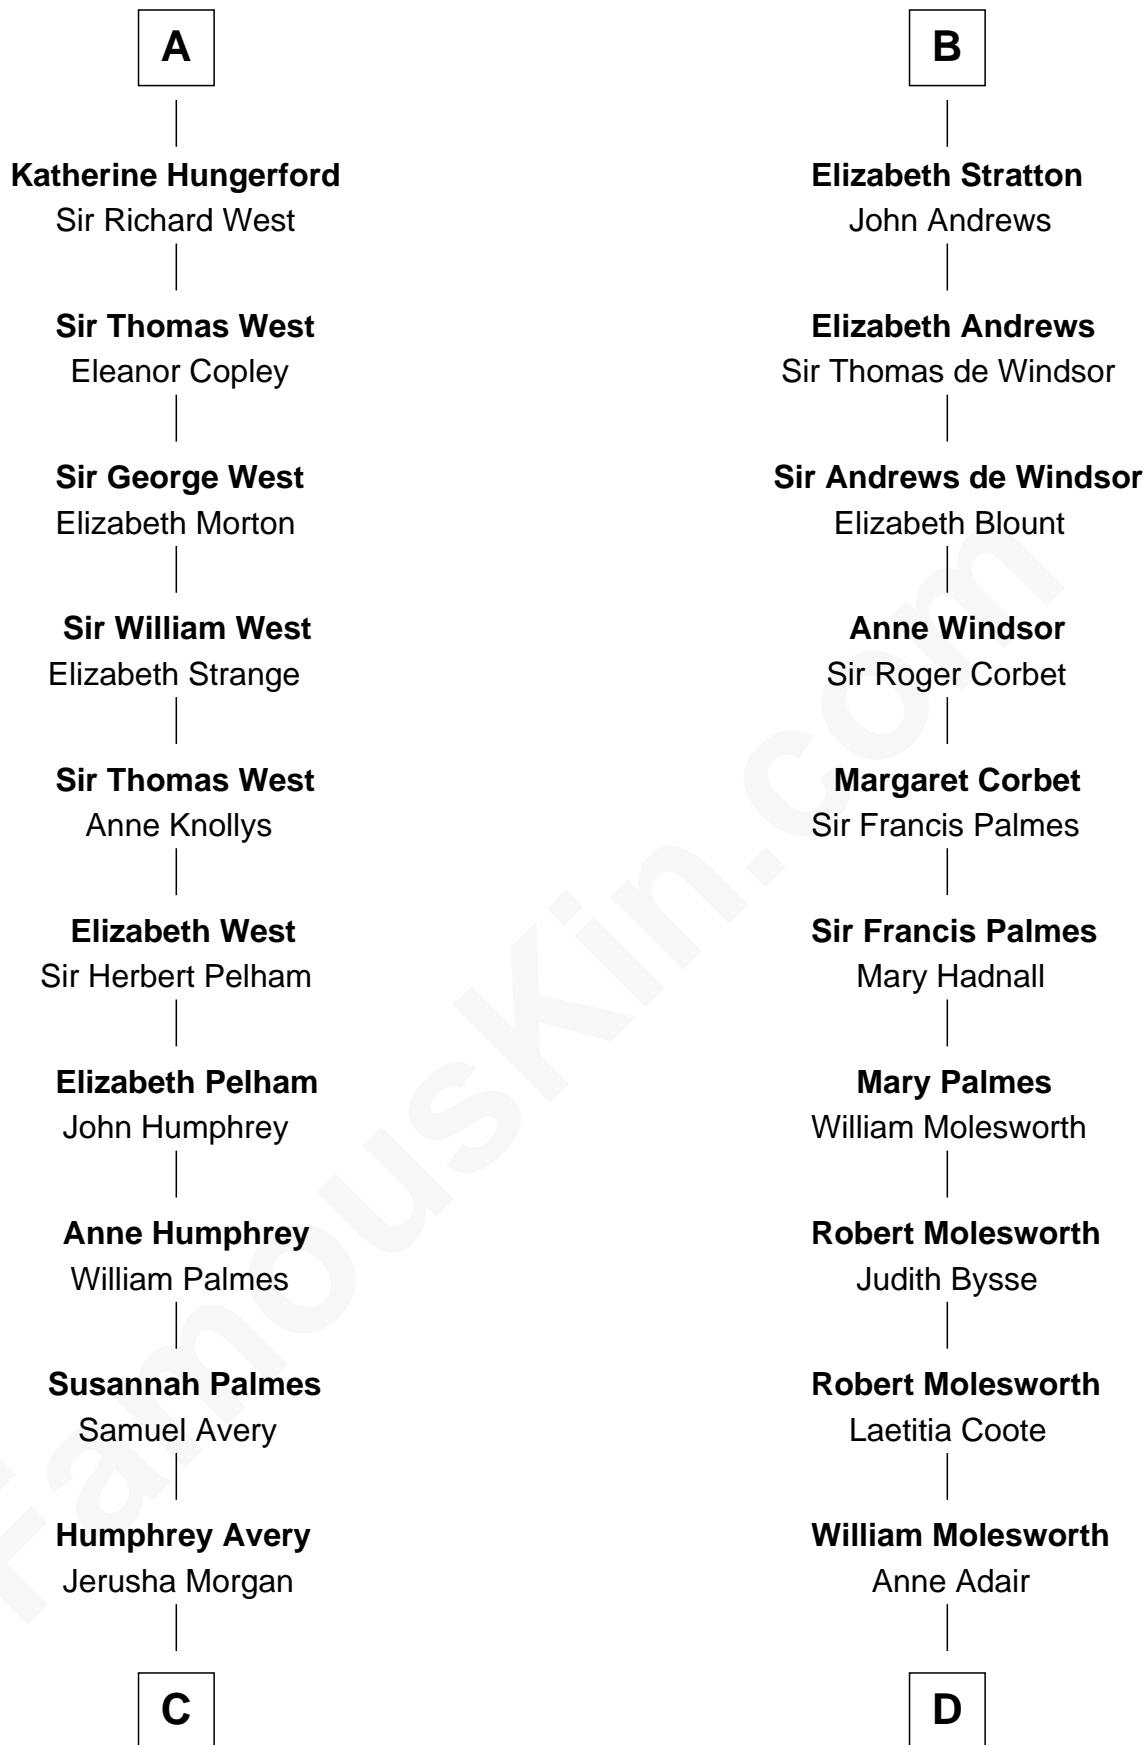 A
Katherine Hungerford
Sir Richard West
Sir Thomas West
Eleanor Copley
Sir George West
Elizabeth Morton
Sir William West
Elizabeth Strange
Sir Thomas West
Anne Knollys
Elizabeth West
Sir Herbert Pelham
Elizabeth Pelham
John Humphrey
Anne Humphrey
William Palmes
Susannah Palmes
Samuel Avery
Humphrey Avery
Jerusha Morgan
C
B
Elizabeth Stratton
John Andrews
Elizabeth Andrews
Sir Thomas de Windsor
Sir Andrews de Windsor
Elizabeth Blount
Anne Windsor
Sir Roger Corbet
Margaret Corbet
Sir Francis Palmes
Sir Francis Palmes
Mary Hadnall
Mary Palmes
William Molesworth
Robert Molesworth
Judith Bysse
Robert Molesworth
Laetitia Coote
William Molesworth
Anne Adair
D
FamousKin.com